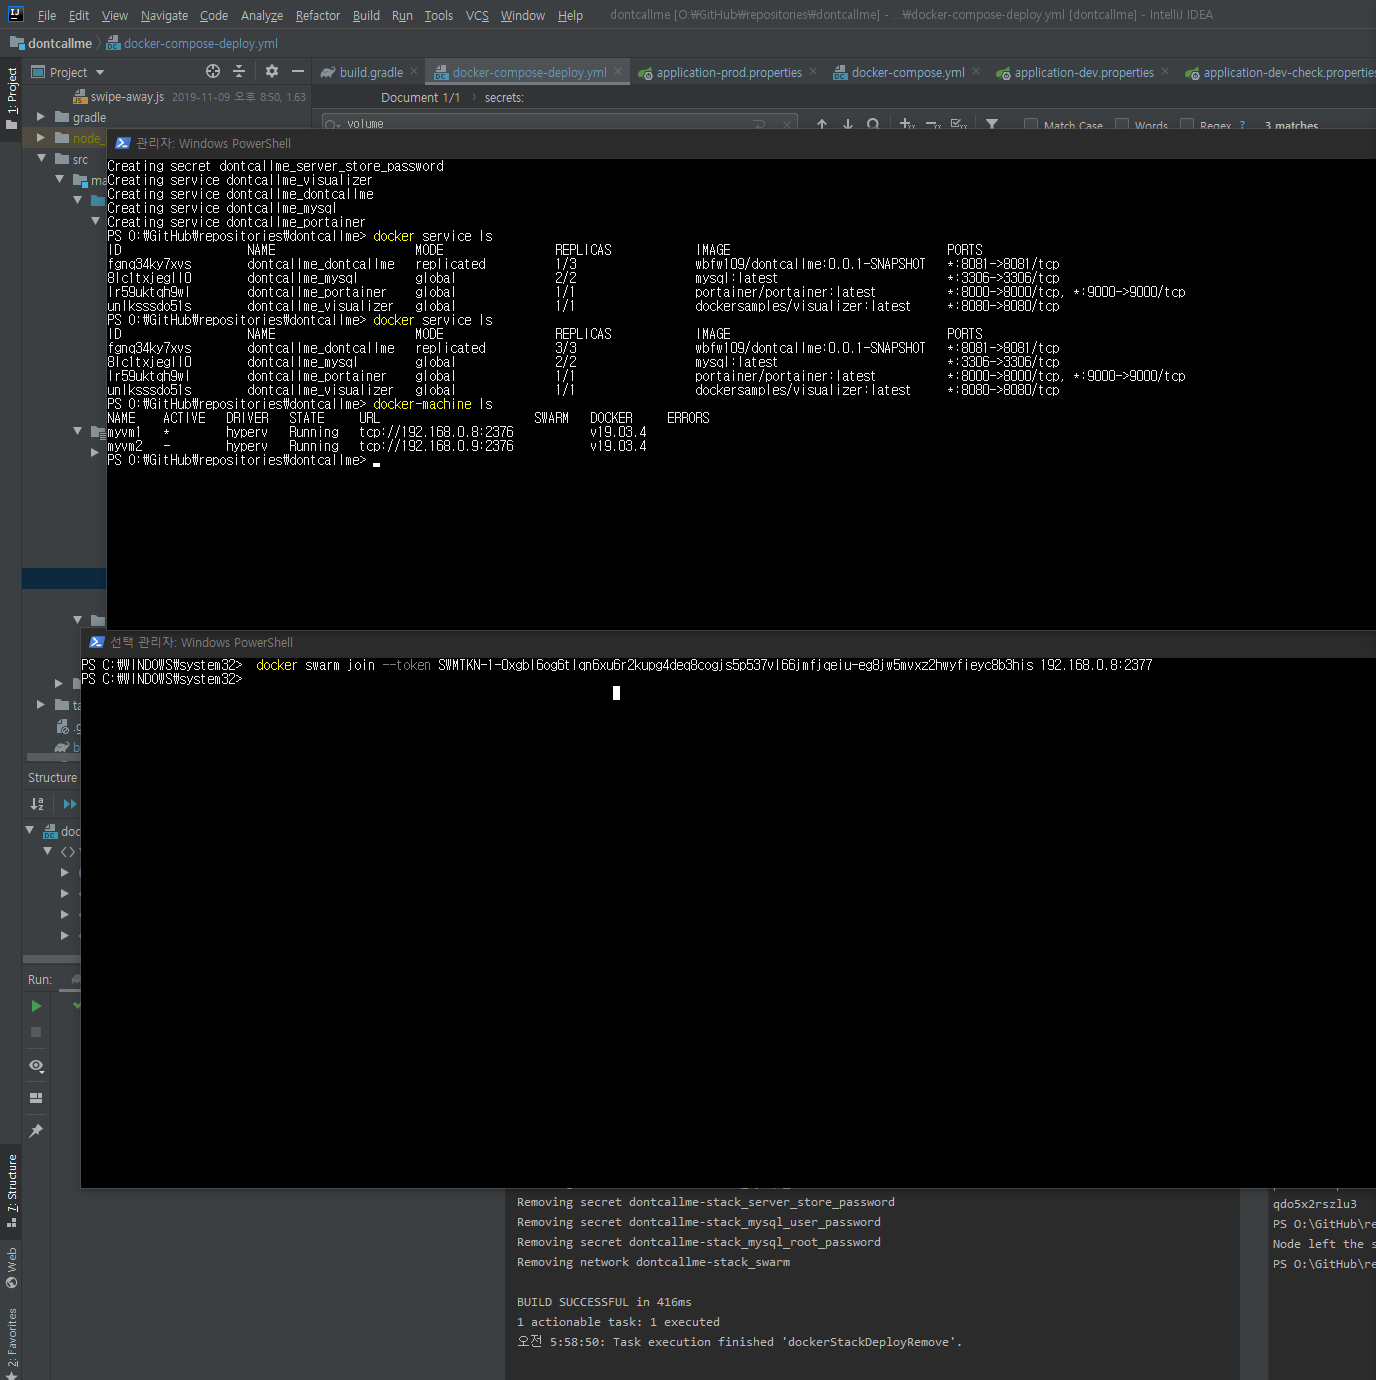 File Edit View Navigate Code Analyze Refactor Build Run Tools VCS Window Help dontcallme [O:₩GitHub₩repositories₩dontcallme] - ...₩docker-compose-deploy.yml [dontcallme] - IntelliJ IDEA
dontcallme docker-compose-deploy.yml
Project build.gradle docker-compose-deploy.yml application-prod.properties docker-compose.yml application-dev.properties application-dev-check.properties
1: Project
swipe-away.js 2019-11-09 오후 8:50, 1.63 Document 1/1 secrets:
gradle volume Match Case Words Regex ? 3 matches
node_
src
ma
관리자: Windows PowerShell
Creating secret dontcallme_server_store_password
Creating service dontcallme_visualizer
Creating service dontcallme_dontcallme
Creating service dontcallme_mysql
Creating service dontcallme_portainer
PS O:₩GitHub₩repositories₩dontcallme> docker service ls
ID NAME MODE REPLICAS IMAGE PORTS
fgnq34ky7xvs dontcallme_dontcallme replicated 1/3 wbfw109/dontcallme:0.0.1-SNAPSHOT *:8081->8081/tcp
8lc1txjegll0 dontcallme_mysql global 2/2 mysql:latest *:3306->3306/tcp
lr59uktqh9wl dontcallme_portainer global 1/1 portainer/portainer:latest *:8000->8000/tcp, *:9000->9000/tcp
unlksssdo51s dontcallme_visualizer global 1/1 dockersamples/visualizer:latest *:8080->8080/tcp
PS O:₩GitHub₩repositories₩dontcallme> docker service ls
ID NAME MODE REPLICAS IMAGE PORTS
fgnq34ky7xvs dontcallme_dontcallme replicated 3/3 wbfw109/dontcallme:0.0.1-SNAPSHOT *:8081->8081/tcp
8lc1txjegll0 dontcallme_mysql global 2/2 mysql:latest *:3306->3306/tcp
lr59uktqh9wl dontcallme_portainer global 1/1 portainer/portainer:latest *:8000->8000/tcp, *:9000->9000/tcp
unlksssdo51s dontcallme_visualizer global 1/1 dockersamples/visualizer:latest *:8080->8080/tcp
PS O:₩GitHub₩repositories₩dontcallme> docker-machine ls
NAME ACTIVE DRIVER STATE URL SWARM DOCKER ERRORS
myvm1 * hyperv Running tcp://192.168.0.8:2376 v19.03.4
myvm2 - hyperv Running tcp://192.168.0.9:2376 v19.03.4
PS O:₩GitHub₩repositories₩dontcallme>
선택 관리자: Windows PowerShell
PS C:₩WINDOWS₩system32> docker swarm join --token SWMTKN-1-0xgbl6og6tlqn6xu6r2kupg4deq8cogjs5p537vl66jmfjqeiu-eg8jw5mvxz2hwyfieyc8b3his 192.168.0.8:2377
PS C:₩WINDOWS₩system32>
ta
.g
b
Structure
doc
Run:
7: Structure
Web
2: Favorites
Removing secret dontcallme-stack_server_store_password
Removing secret dontcallme-stack_mysql_user_password
Removing secret dontcallme-stack_mysql_root_password
Removing network dontcallme-stack_swarm
BUILD SUCCESSFUL in 416ms
1 actionable task: 1 executed
오전 5:58:50: Task execution finished 'dockerStackDeployRemove'.
qdo5x2rszlu3
PS O:\GitHub\re
Node left the s
PS O:\GitHub\re